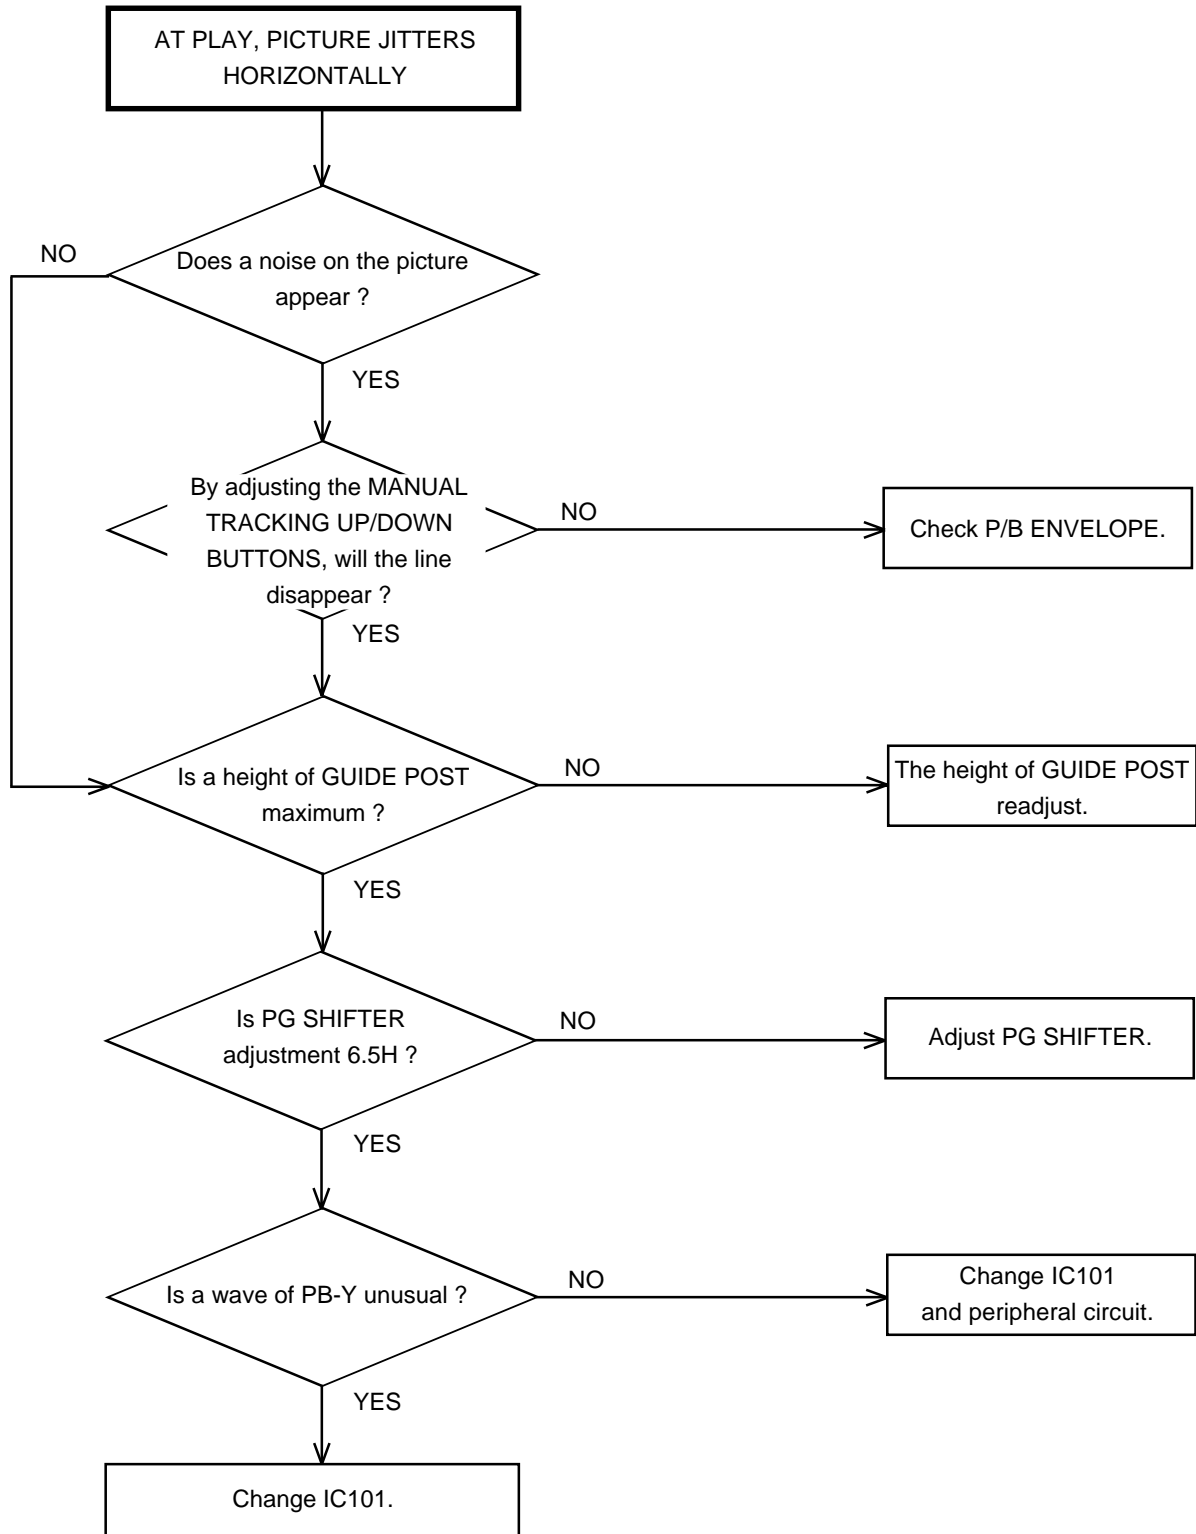 AT PLAY, PICTURE JITTERS
HORIZONTALLY
NO
Does a noise on the picture
appear ?
YES
By adjusting the MANUAL
TRACKING UP/DOWN
BUTTONS, will the line
disappear ?
NO
Check P/B ENVELOPE.
YES
Is a height of GUIDE POST
maximum ?
NO
The height of GUIDE POST
readjust.
YES
Is PG SHIFTER
adjustment 6.5H ?
NO
Adjust PG SHIFTER.
YES
Is a wave of PB-Y unusual ?
NO
Change IC101
and peripheral circuit.
YES
Change IC101.